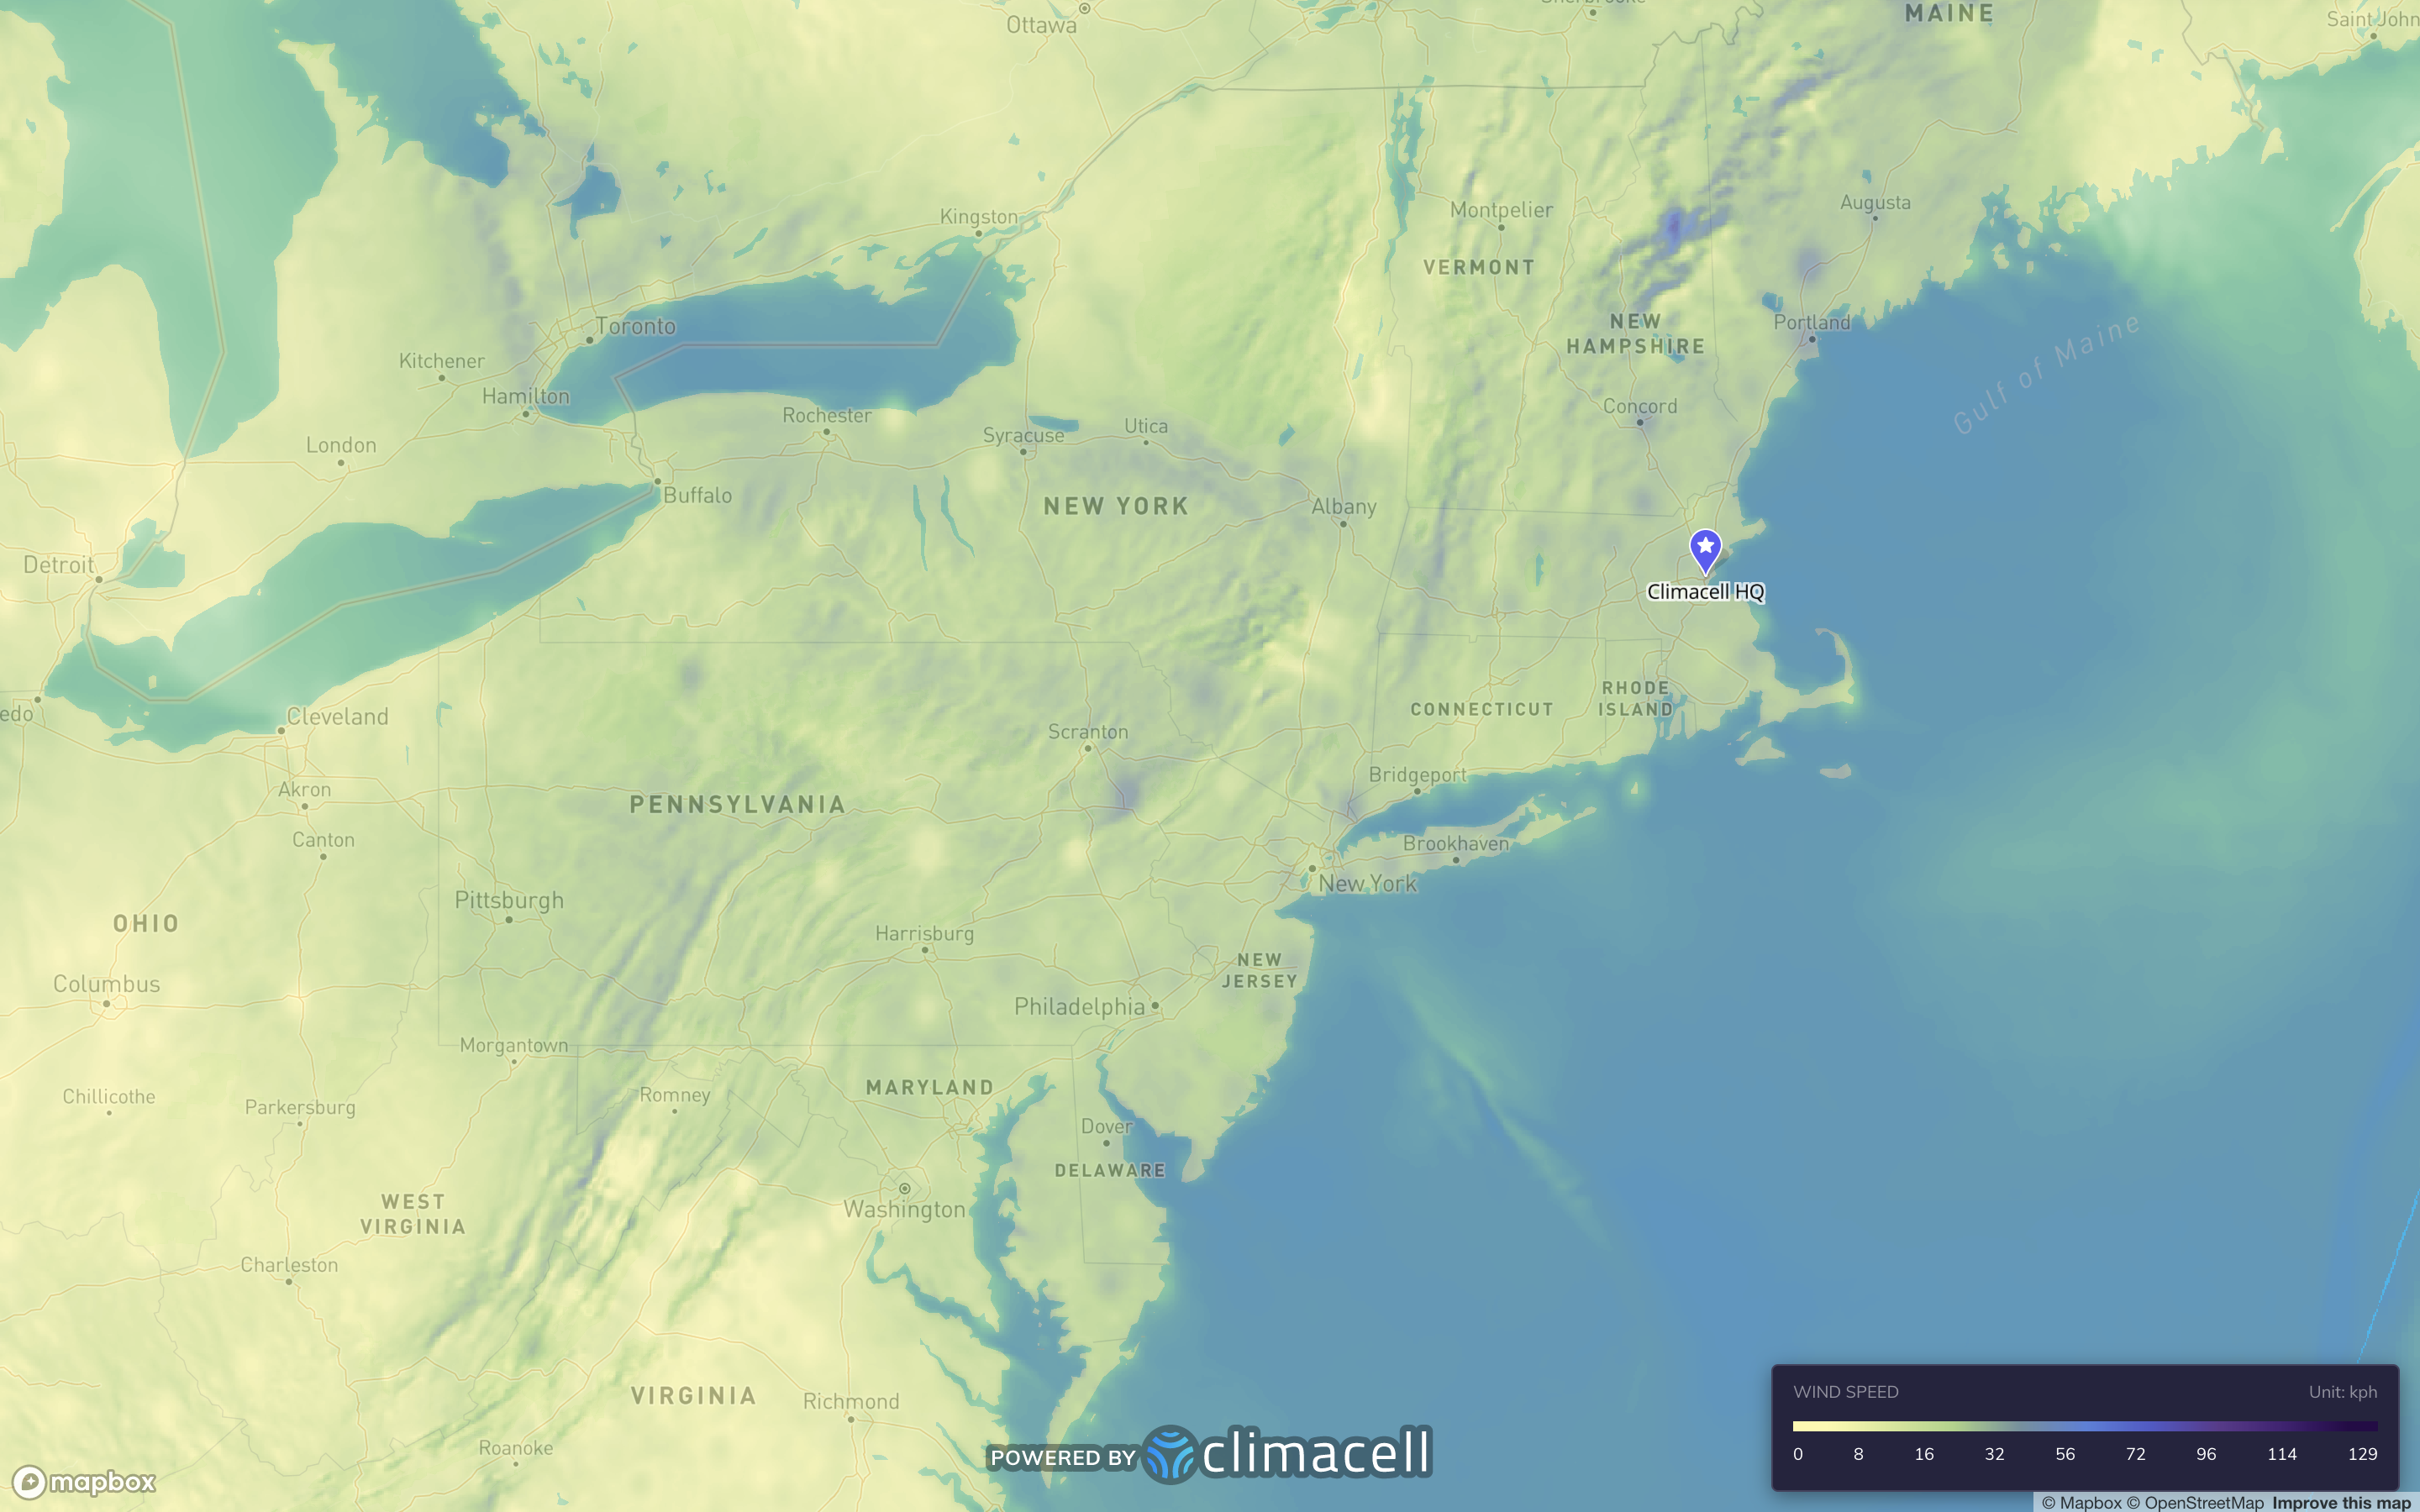 Ottawa
Sherbrooke
MAINE
Saint John
Kingston
Montpelier
Augusta
VERMONT
Toronto
NEW
HAMPSHIRE
Portland
Gulf of Maine
Kitchener
Hamilton
Rochester
Concord
London
Syracuse
Utica
Buffalo
NEW YORK
Albany
Detroit
Climacell HQ
edo
Cleveland
CONNECTICUT
RHODE
ISLAND
Scranton
Bridgeport
Akron
PENNSYLVANIA
Canton
Brookhaven
New York
Pittsburgh
OHIO
Harrisburg
NEW
JERSEY
Columbus
Philadelphia
Morgantown
MARYLAND
Chillicothe
Parkersburg
Romney
Dover
DELAWARE
WEST
VIRGINIA
Washington
Charleston
VIRGINIA
Richmond
Roanoke
WIND SPEED Unit: kph
0 8 16 32 56 72 96 114 129
POWERED BY climacell
mapbox
© Mapbox © OpenStreetMap Improve this map